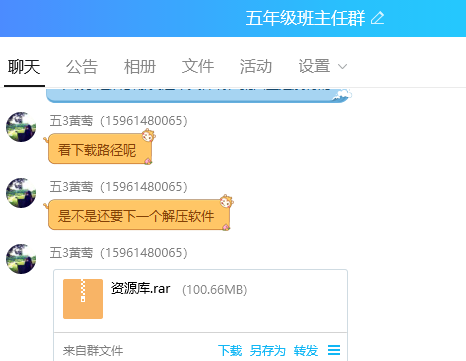 五年级班主任群
聊天 公告 相册 文件 活动 设置
五3黄莺（15961480065）
看下载路径呢
五3黄莺（15961480065）
是不是还要下一个解压软件
五3黄莺（15961480065）
资源库.rar (100.66MB)
来自群文件 下载 另存为 转发